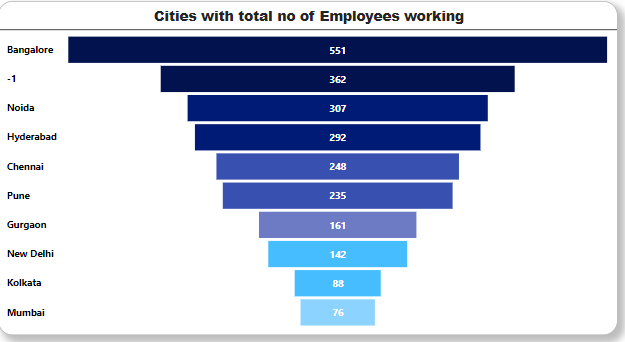 Cities with total no of Employees working
Bangalore 551
-1 362
Noida 307
Hyderabad 292
Chennai 248
Pune 235
Gurgaon 161
New Delhi 142
Kolkata 88
Mumbai 76